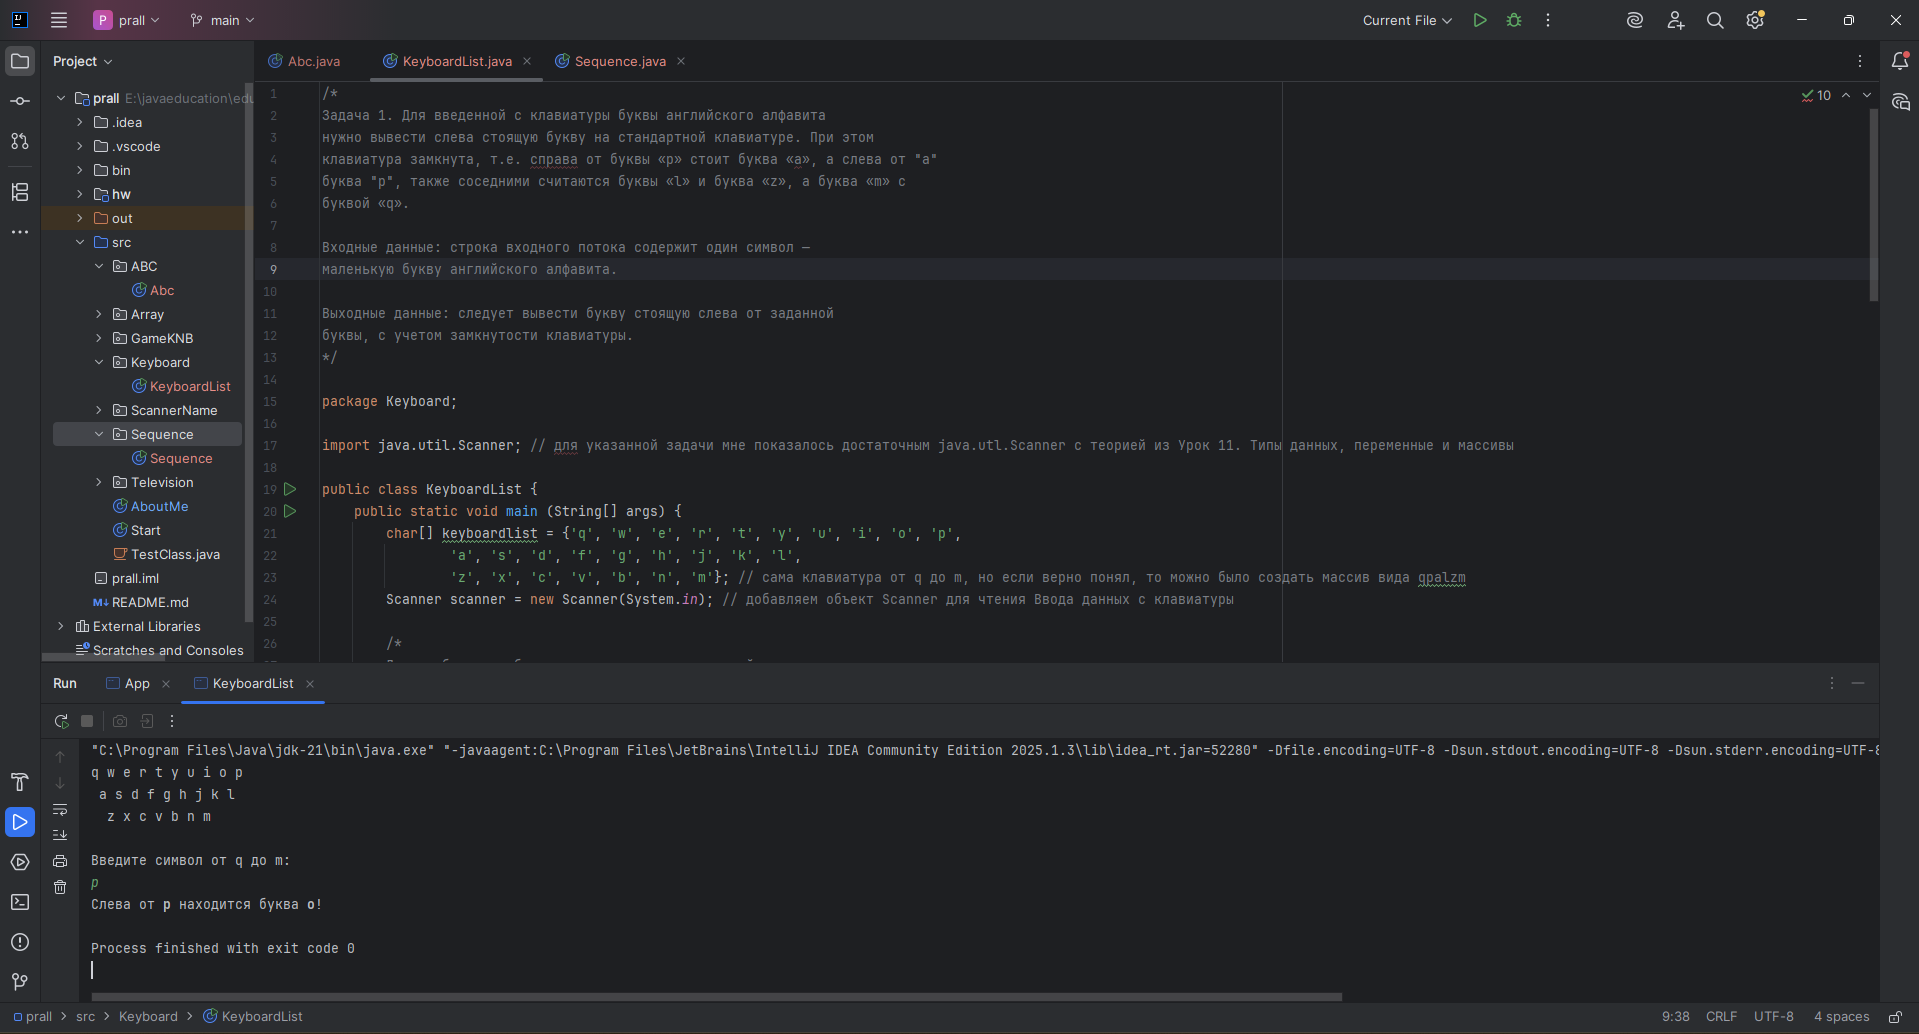 P prall main Current File
Project
Abc.java KeyboardList.java Sequence.java
prall E:\javaeducation\edu
.idea
.vscode
bin
hw
out
src
ABC
Abc
Array
GameKNB
Keyboard
KeyboardList
ScannerName
Sequence
Sequence
Television
AboutMe
Start
TestClass.java
prall.iml
README.md
External Libraries
Scratches and Consoles
10
1 /*
2 Задача 1. Для введенной с клавиатуры буквы английского алфавита
3 нужно вывести слева стоящую букву на стандартной клавиатуре. При этом
4 клавиатура замкнута, т.е. справа от буквы «p» стоит буква «a», а слева от "а"
5 буква "р", также соседними считаются буквы «l» и буква «z», а буква «m» с
6 буквой «q».
7
8 Входные данные: строка входного потока содержит один символ —
9 маленькую букву английского алфавита.
10
11 Выходные данные: следует вывести букву стоящую слева от заданной
12 буквы, с учетом замкнутости клавиатуры.
13 */
14
15 package Keyboard;
16
17 import java.util.Scanner; // для указанной задачи мне показалось достаточным java.utl.Scanner с теорией из Урок 11. Типы данных, переменные и массивы
18
19 public class KeyboardList {
20 public static void main (String[] args) {
21 char[] keyboardlist = {'q', 'w', 'e', 'r', 't', 'y', 'u', 'i', 'o', 'p',
22 'a', 's', 'd', 'f', 'g', 'h', 'j', 'k', 'l',
23 'z', 'x', 'c', 'v', 'b', 'n', 'm'}; // сама клавиатура от q до m, но если верно понял, то можно было создать массив вида qpalzm
24 Scanner scanner = new Scanner(System.in); // добавляем объект Scanner для чтения Ввода данных с клавиатуры
25
26 /*
Run App KeyboardList
"C:\Program Files\Java\jdk-21\bin\java.exe" "-javaagent:C:\Program Files\JetBrains\IntelliJ IDEA Community Edition 2025.1.3\lib\idea_rt.jar=52280" -Dfile.encoding=UTF-8 -Dsun.stdout.encoding=UTF-8 -Dsun.stderr.encoding=UTF-8
q w e r t y u i o p
a s d f g h j k l
z x c v b n m
Введите символ от q до m:
p
Слева от p находится буква o!
Process finished with exit code 0
prall > src > Keyboard > KeyboardList 9:38 CRLF UTF-8 4 spaces